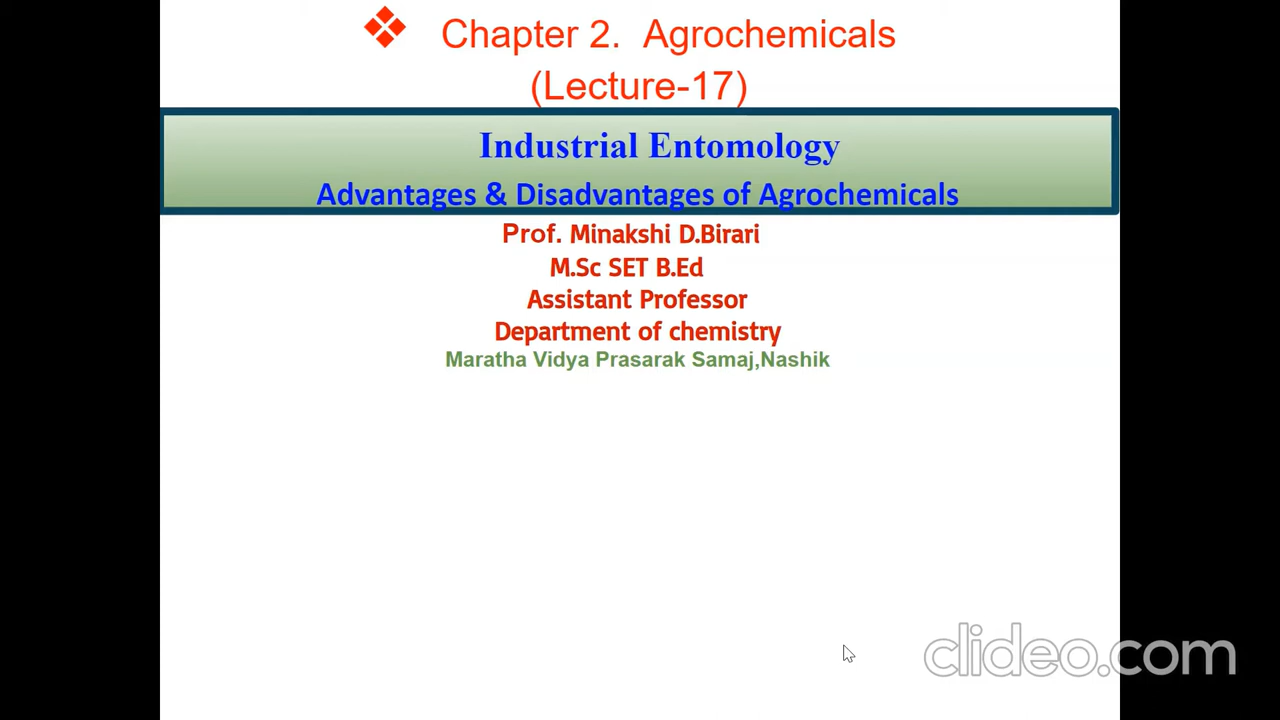 Chapter 2. Agrochemicals
(Lecture-17)
Industrial Entomology
Advantages & Disadvantages of Agrochemicals
Prof. Minakshi D.Birari
M.Sc SET B.Ed
Assistant Professor
Department of chemistry
Maratha Vidya Prasarak Samaj,Nashik
clideo.com